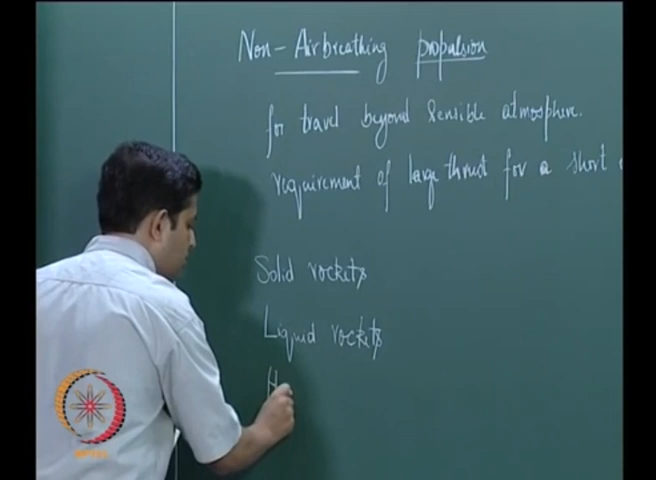 Non-Airbreathing propulsion
for travel beyond sensible atmosphere.
requirement of large thrust for a short
Solid rockets
Liquid rockets
H